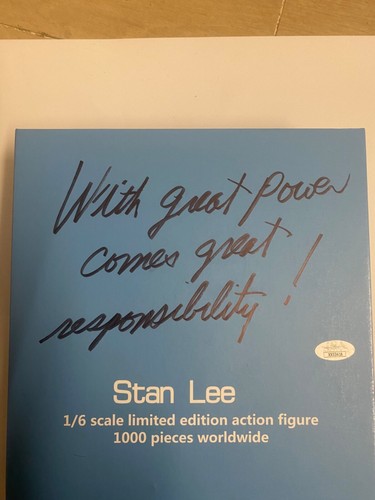 With great power
comes great
responsibility!
Stan Lee
1/6 scale limited edition action figure
1000 pieces worldwide